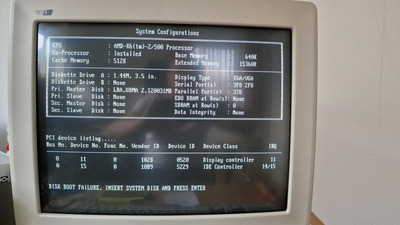 System Configurations
CPU : AMD-K6(tm)-2/500 Processor
Co-Processor : Installed Base Memory : 640K
Cache Memory : 512K Extended Memory : 15360K
Diskette Drive A : 1.44M, 3.5 in. Display Type : EGA/VGA
Diskette Drive B : None Serial Port(s) : 3F8 2F8
Pri. Master Disk : LBA,UDMA 2, Parallel Port(s) : 378
Pri. Slave Disk : None EDO DRAM at Row(s) : None
Sec. Master Disk : None SDRAM at Row(s) : 0
Sec. Slave Disk : None Data Integrity : None
PCI device listing.....
Bus No. Device No. Func No. Vendor ID Device ID Device Class IRQ
0 11 0 0520 Display controller 11
0 15 0 5229 IDE Controller 14/15
DISK BOOT FAILURE, INSERT SYSTEM DISK AND PRESS ENTER